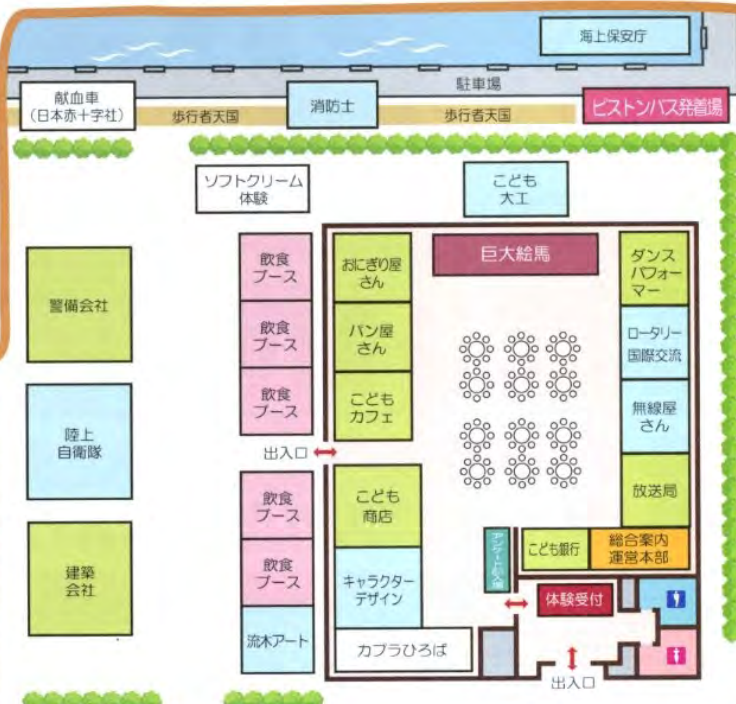 海上保安庁
駐車場
献血車
(日本赤十字社)
歩行者天国
消防士
歩行者天国
ピストンバス発着場
ソフトクリーム
体験
こども
大工
警備会社
陸上
自衛隊
建築
会社
飲食
ブース
飲食
ブース
飲食
ブース
出入口
飲食
ブース
飲食
ブース
流木アート
おにぎり屋
さん
パン屋
さん
こども
カフェ
こども
商店
キャラクター
デザイン
カプラひろば
巨大絵馬
ダンス
パフォー
マー
ロータリー
国際交流
無線屋
さん
放送局
アンケート記入場
こども銀行
総合案内
運営本部
体験受付
出入口